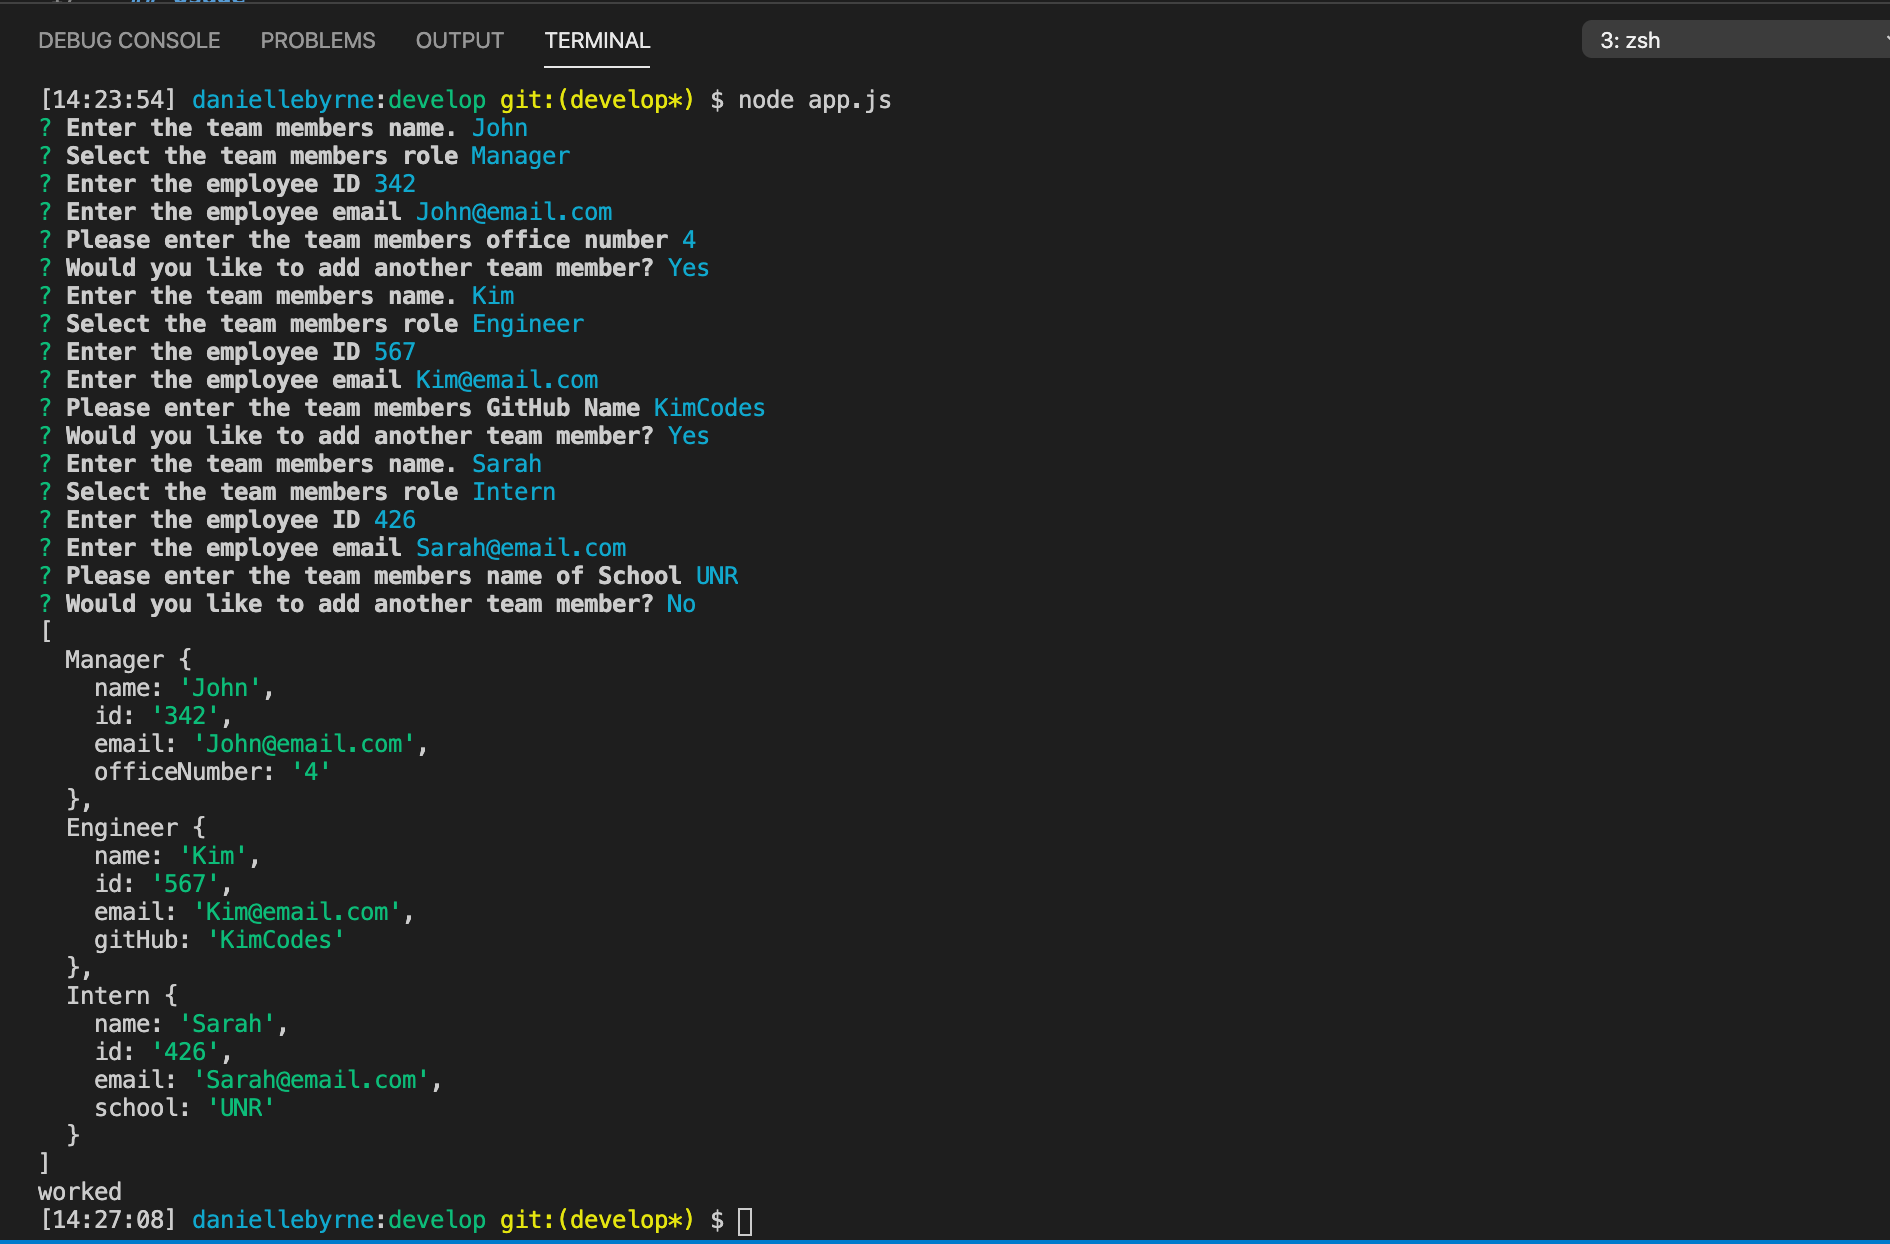 DEBUG CONSOLE PROBLEMS OUTPUT TERMINAL 3: zsh
[14:23:54] daniellebyrne:develop git:(develop*) $ node app.js
? Enter the team members name. John
? Select the team members role Manager
? Enter the employee ID 342
? Enter the employee email John@email.com
? Please enter the team members office number 4
? Would you like to add another team member? Yes
? Enter the team members name. Kim
? Select the team members role Engineer
? Enter the employee ID 567
? Enter the employee email Kim@email.com
? Please enter the team members GitHub Name KimCodes
? Would you like to add another team member? Yes
? Enter the team members name. Sarah
? Select the team members role Intern
? Enter the employee ID 426
? Enter the employee email Sarah@email.com
? Please enter the team members name of School UNR
? Would you like to add another team member? No
[
  Manager {
    name: 'John',
    id: '342',
    email: 'John@email.com',
    officeNumber: '4'
  },
  Engineer {
    name: 'Kim',
    id: '567',
    email: 'Kim@email.com',
    gitHub: 'KimCodes'
  },
  Intern {
    name: 'Sarah',
    id: '426',
    email: 'Sarah@email.com',
    school: 'UNR'
  }
]
worked
[14:27:08] daniellebyrne:develop git:(develop*) $